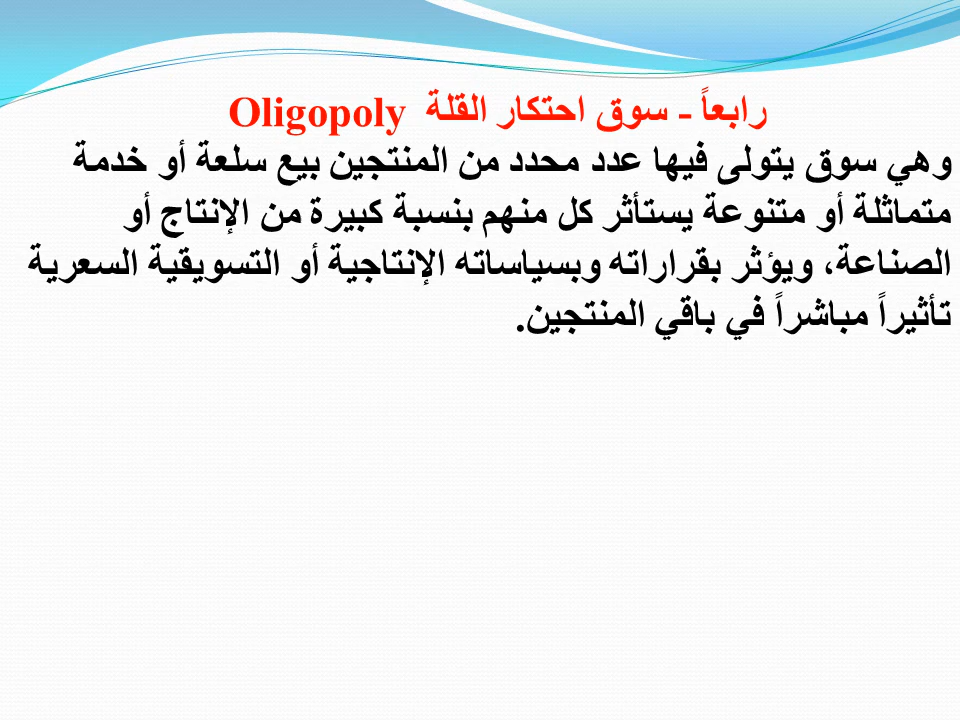 رابعاً - سوق احتكار القلة Oligopoly
وهي سوق يتولى فيها عدد محدد من المنتجين بيع سلعة أو خدمة
متماثلة أو متنوعة يستأثر كل منهم بنسبة كبيرة من الإنتاج أو
الصناعة، ويؤثر بقراراته وبسياساته الإنتاجية أو التسويقية السعرية
تأثيراً مباشراً في باقي المنتجين.